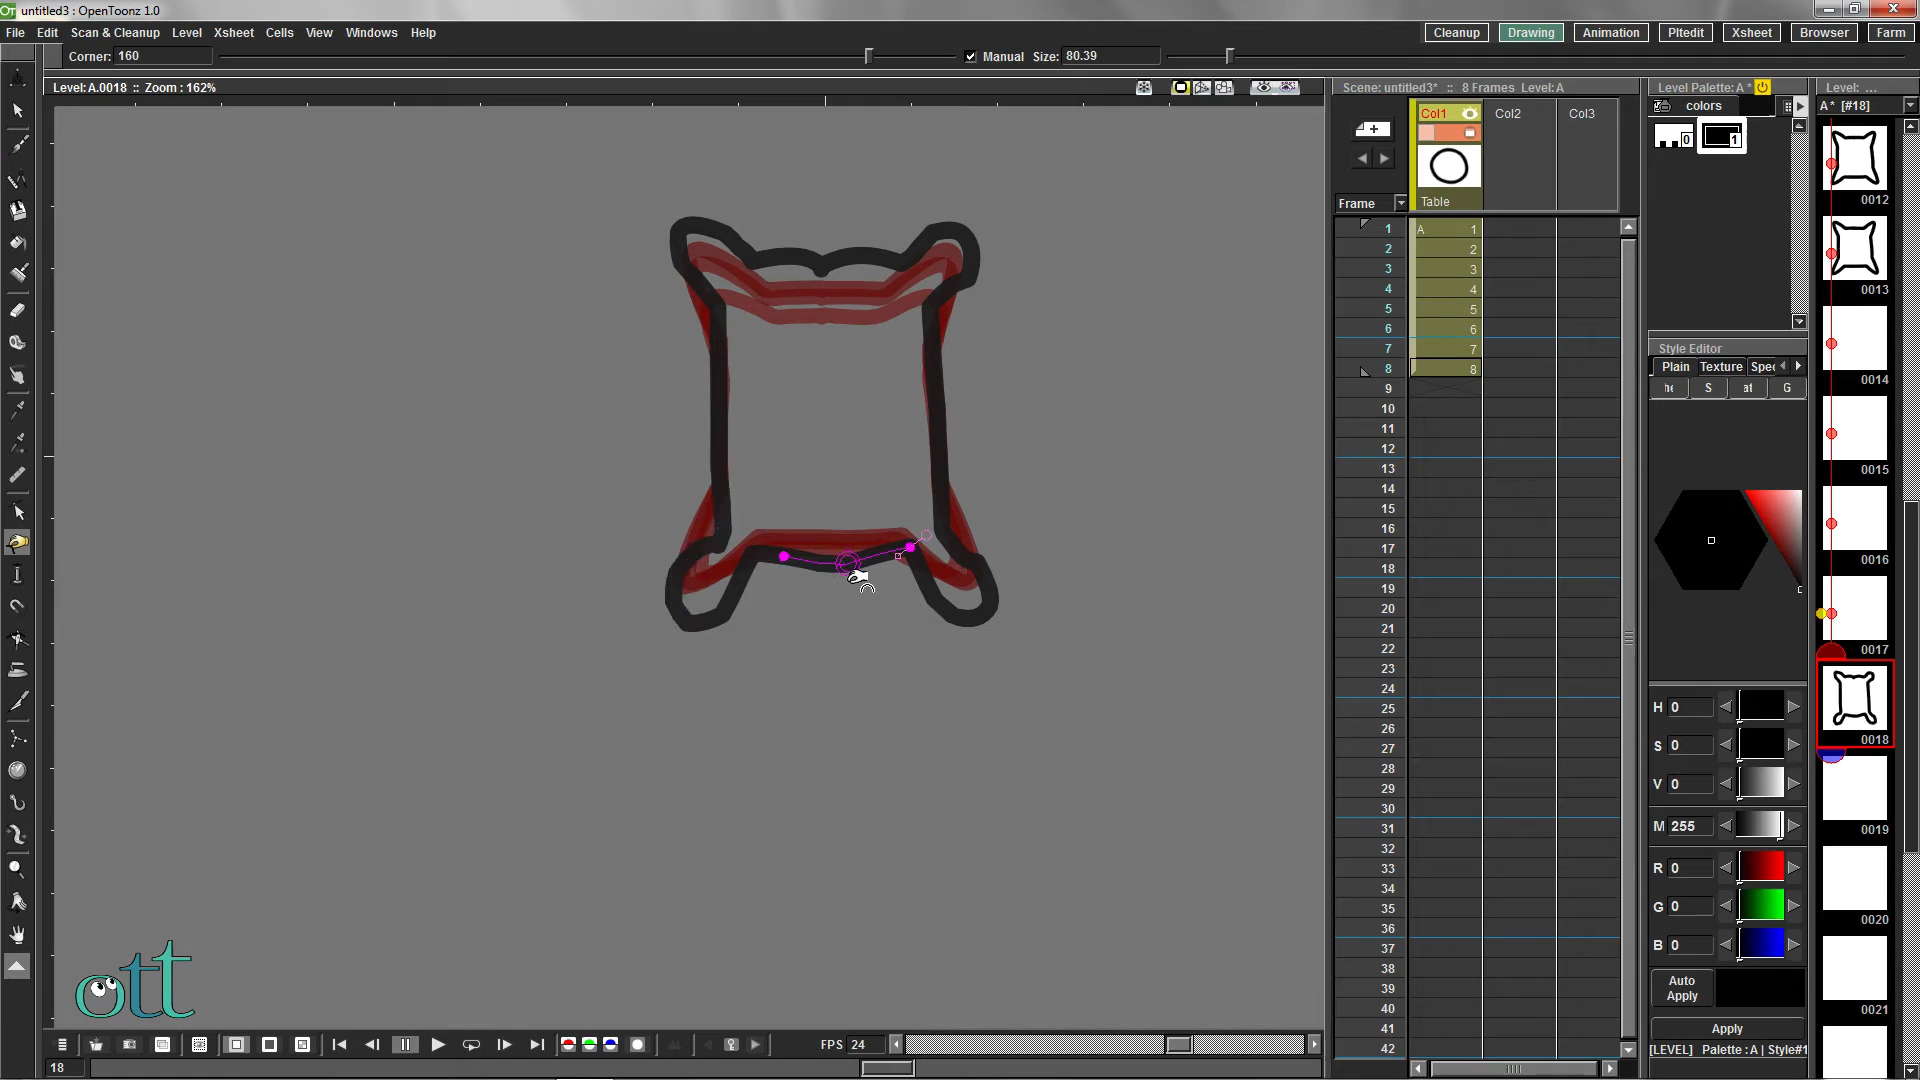 untitled3 : OpenToonz 1.0
File Edit Scan & Cleanup Level Xsheet Cells View Windows Help
Cleanup Drawing Animation Pltedit Xsheet Browser Farm
Corner: 160 Manual Size: 80.39
Level:A.0018 :: Zoom : 162%
Scene: untitled3* :: 8 Frames Level: A
Level Palette: A *
Level: ...
colors
A * [#18]
Col1 Col2 Col3
0 1
Frame
Table
A 1
1
2 2
3 3
4 4
5 5
6 6
7 7
8 8
9
10
11
12
13
14
15
16
17
18
19
20
21
22
23
24
25
26
27
28
29
30
31
32
33
34
35
36
37
38
39
40
41
42
Style Editor
Plain Texture Spec
he S at G
H 0
S 0
V 0
M 255
R 0
G 0
B 0
Auto Apply
Apply
[LEVEL] Palette : A | Style#1
0012
0013
0014
0015
0016
0017
0018
0019
0020
0021
ott
FPS 24
18